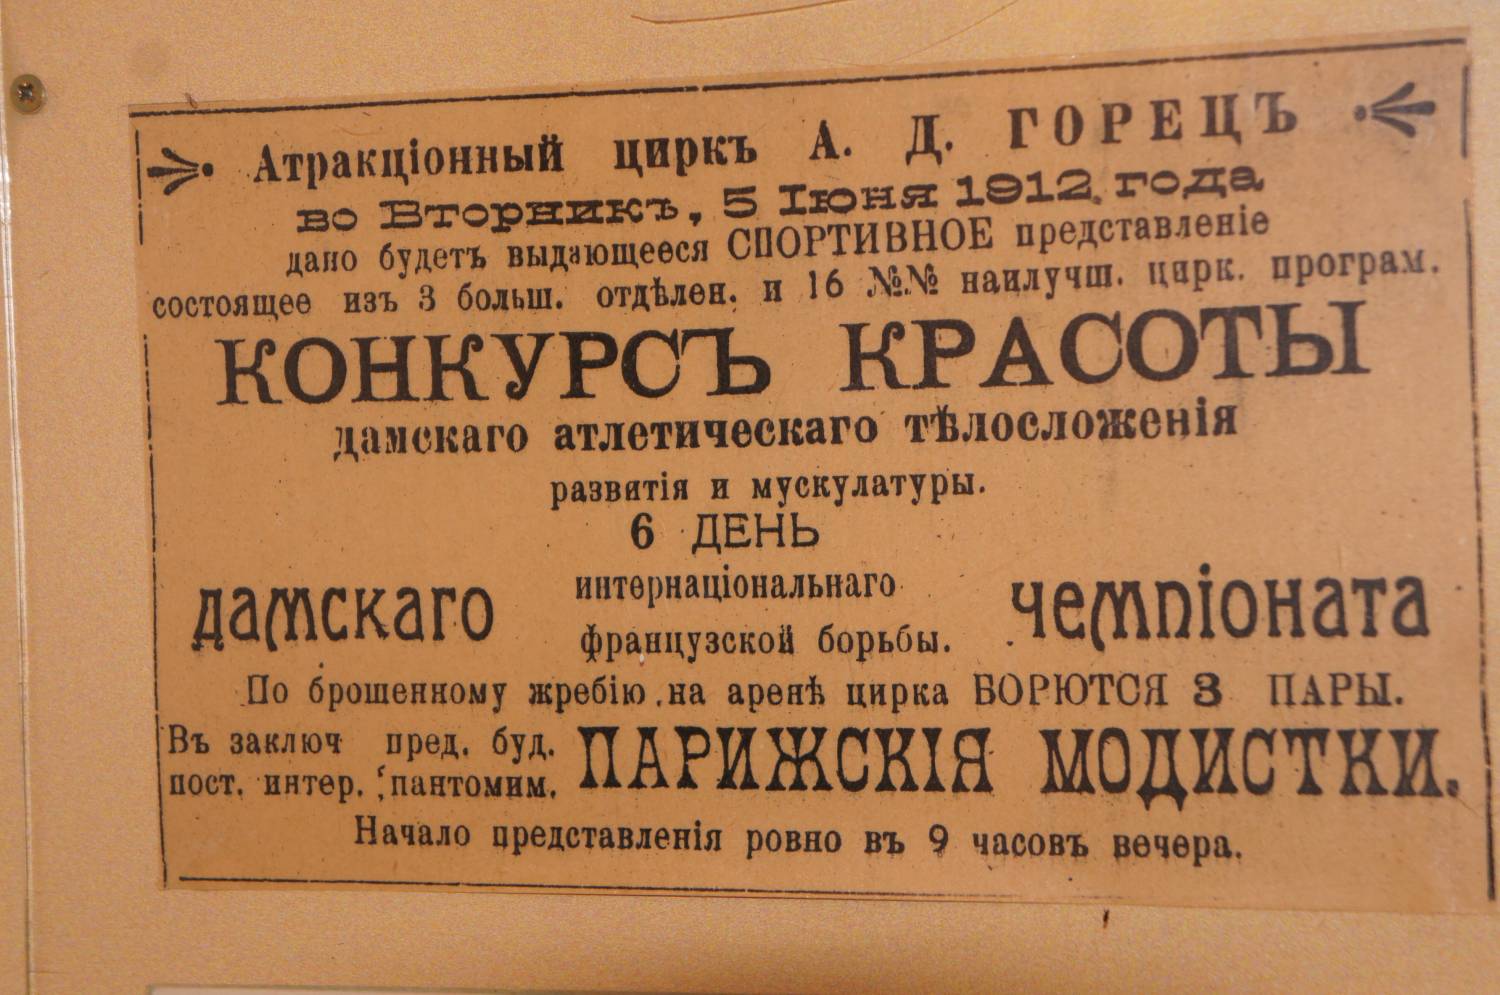 Атракціонный циркъ А. Д. ГОРЕЦЪ
во Вторникъ, 5 Іюня 1912. года
дано будетъ выдающееся СПОРТИВНОЕ представленіе
состоящее изъ 3 больш. отдѣлен. и 16 №№ наилучш. цирк. програм.
КОНКУРСЪ КРАСОТЫ
дамскаго атлетическаго тѣлосложенія
развитія и мускулатуры.
6 ДЕНЬ
дамскаго интернаціональнаго французской борьбы. чемпіоната
По брошенному жребію на аренѣ цирка БОРЮТСЯ 3 ПАРЫ.
Въ заключ пред. буд. пост. интер. пантомим. ПАРИЖСКІЯ МОДИСТКИ.
Начало представленія ровно въ 9 часовъ вечера.